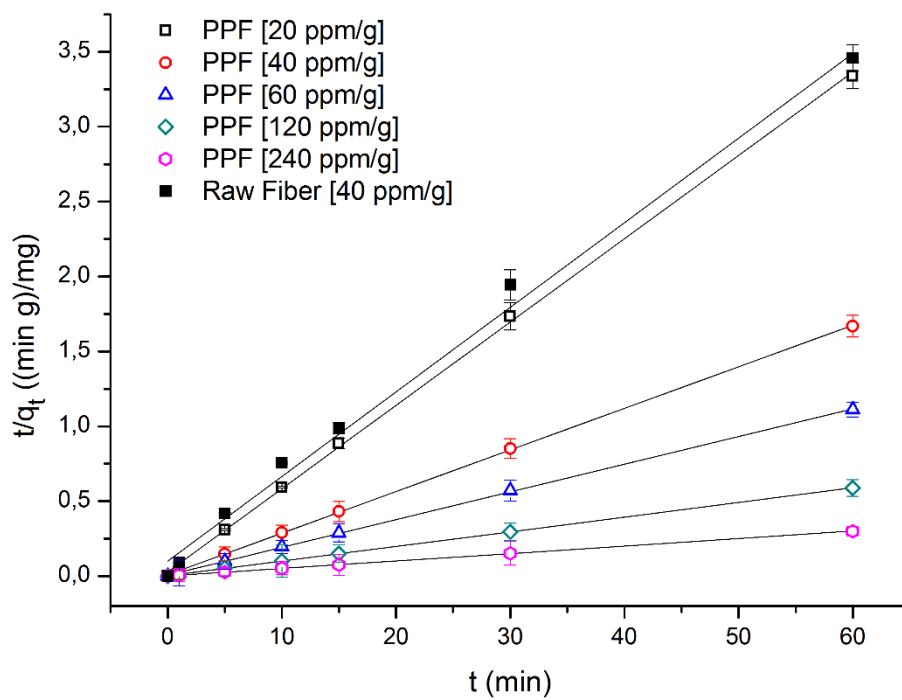 PPF [20 ppm/g]
PPF [40 ppm/g]
PPF [60 ppm/g]
PPF [120 ppm/g]
PPF [240 ppm/g]
Raw Fiber [40 ppm/g]
3,5
3,0
2,5
2,0
1,5
1,0
0,5
0,0
t/qt ((min g)/mg)
0 10 20 30 40 50 60
t (min)